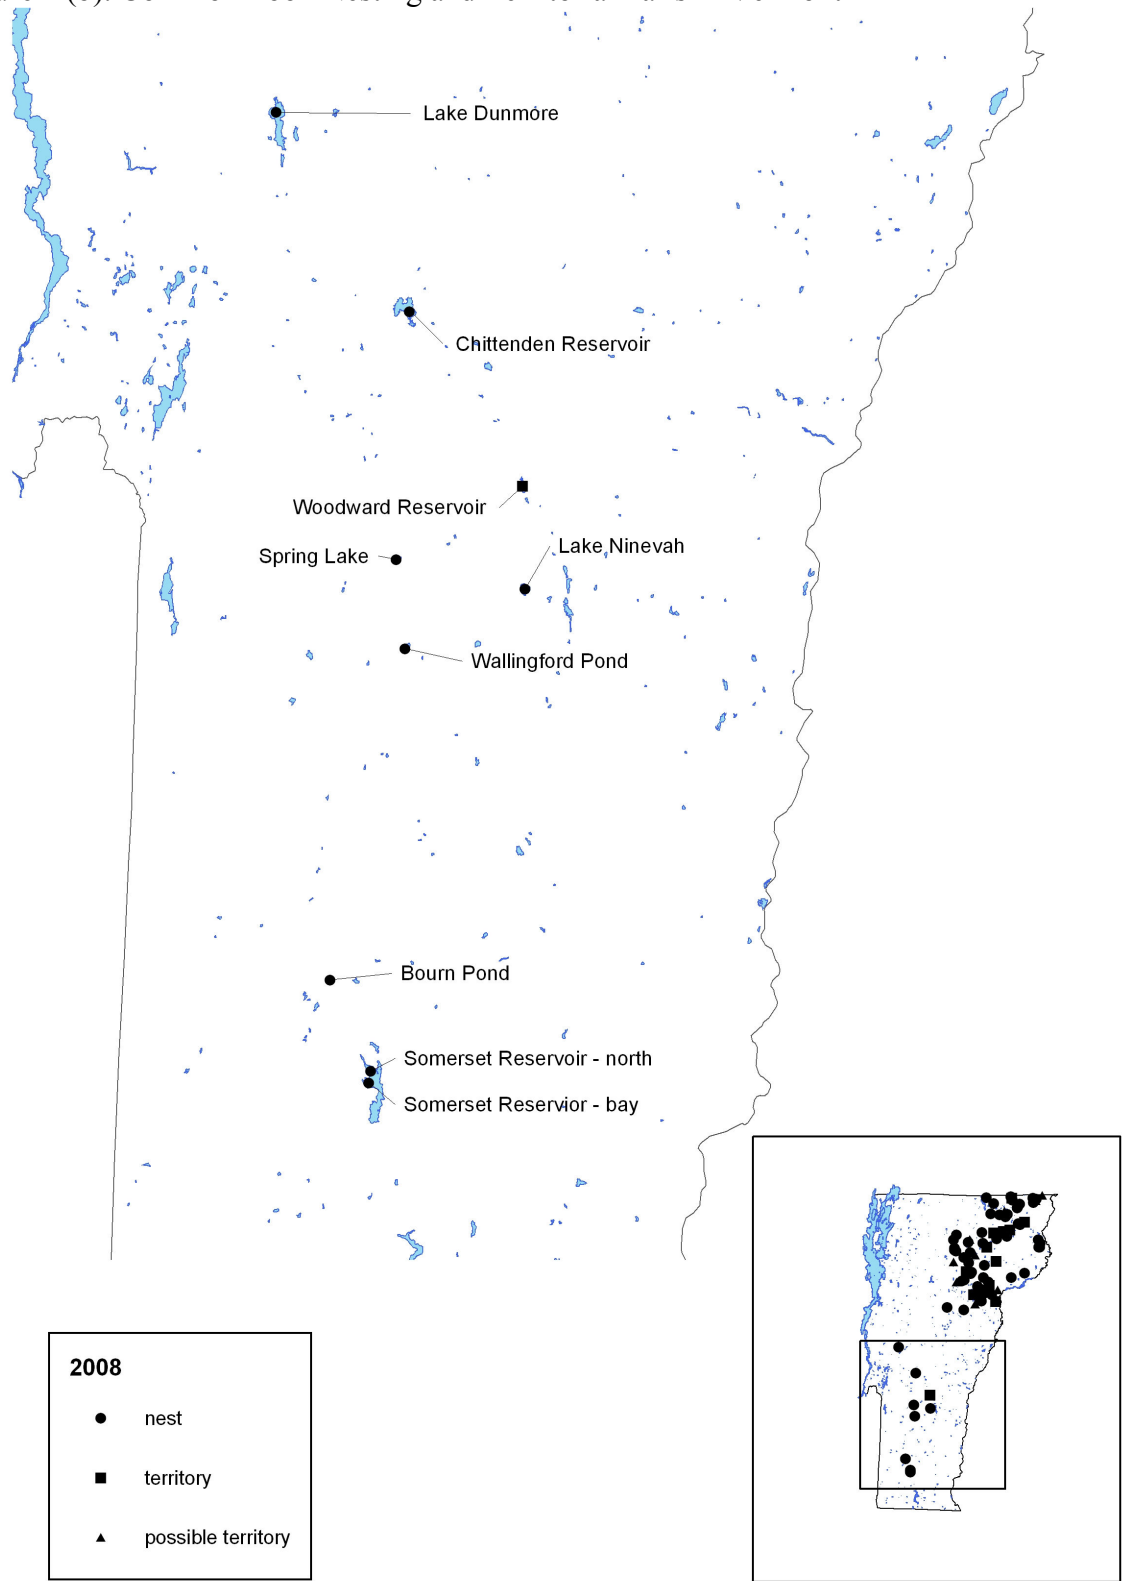 Lake Dunmore
Chittenden Reservoir
Woodward Reservoir
Lake Ninevah
Spring Lake
Wallingford Pond
Bourn Pond
Somerset Reservoir - north
Somerset Reservior - bay
2008
nest
territory
possible territory